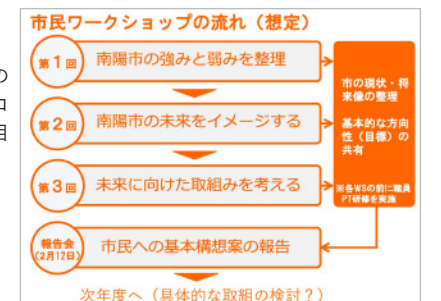 市民ワークショップの流れ（想定）
第1回
南陽市の強みと弱みを整理
第2回
南陽市の未来をイメージする
第3回
未来に向けた取組みを考える
市の現状・将
来像の整理
基本的な方向
性（目標）の
共有
※各WSの前に職員
PT研修を実施
報告会
(2月12日)
市民への基本構想案の報告
次年度へ（具体的な取組の検討？）
の